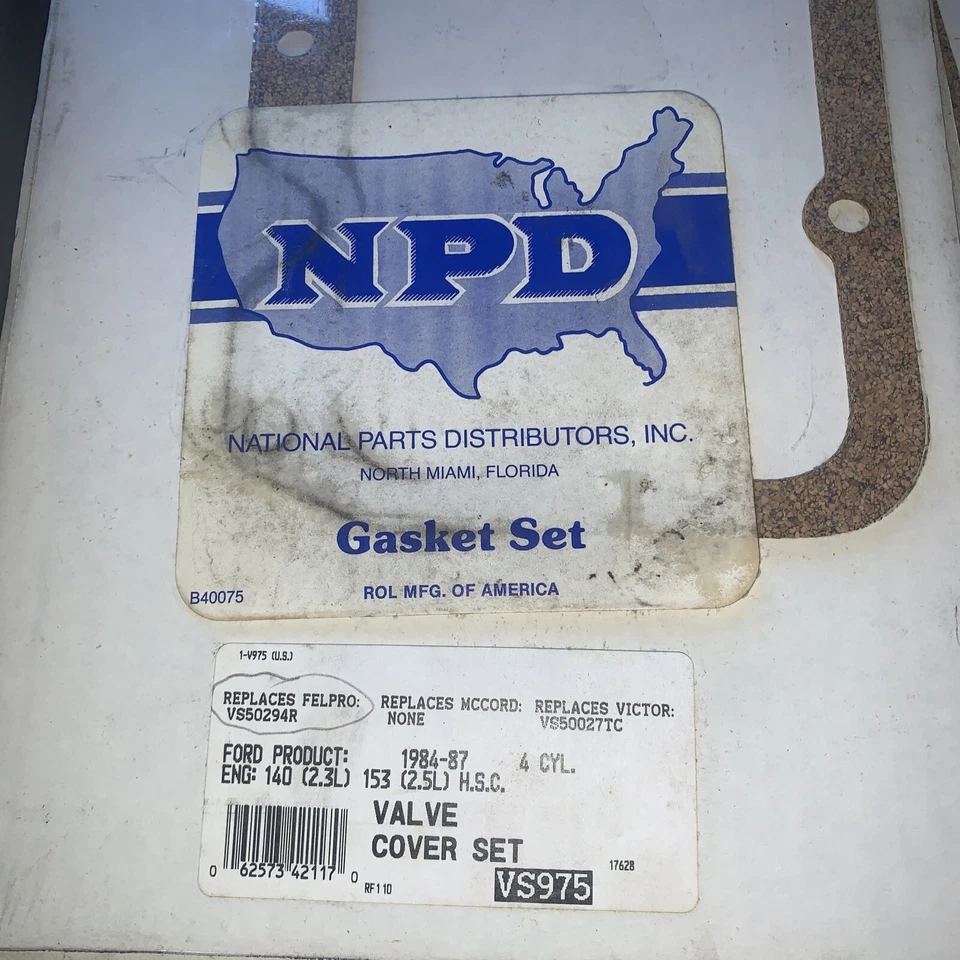 NPD
NATIONAL PARTS DISTRIBUTORS, INC.
NORTH MIAMI, FLORIDA
Gasket Set
B40075
ROL MFG. OF AMERICA
1-V975 (U.S.)
REPLACES FELPRO: REPLACES MCCORD: REPLACES VICTOR:
VS50294R NONE VS50027TC
FORD PRODUCT: 1984-87 4 CYL.
ENG: 140 (2.3L) 153 (2.5L) H.S.C.
VALVE
COVER SET
0 62573 42117 0
RF110
17628
VS975